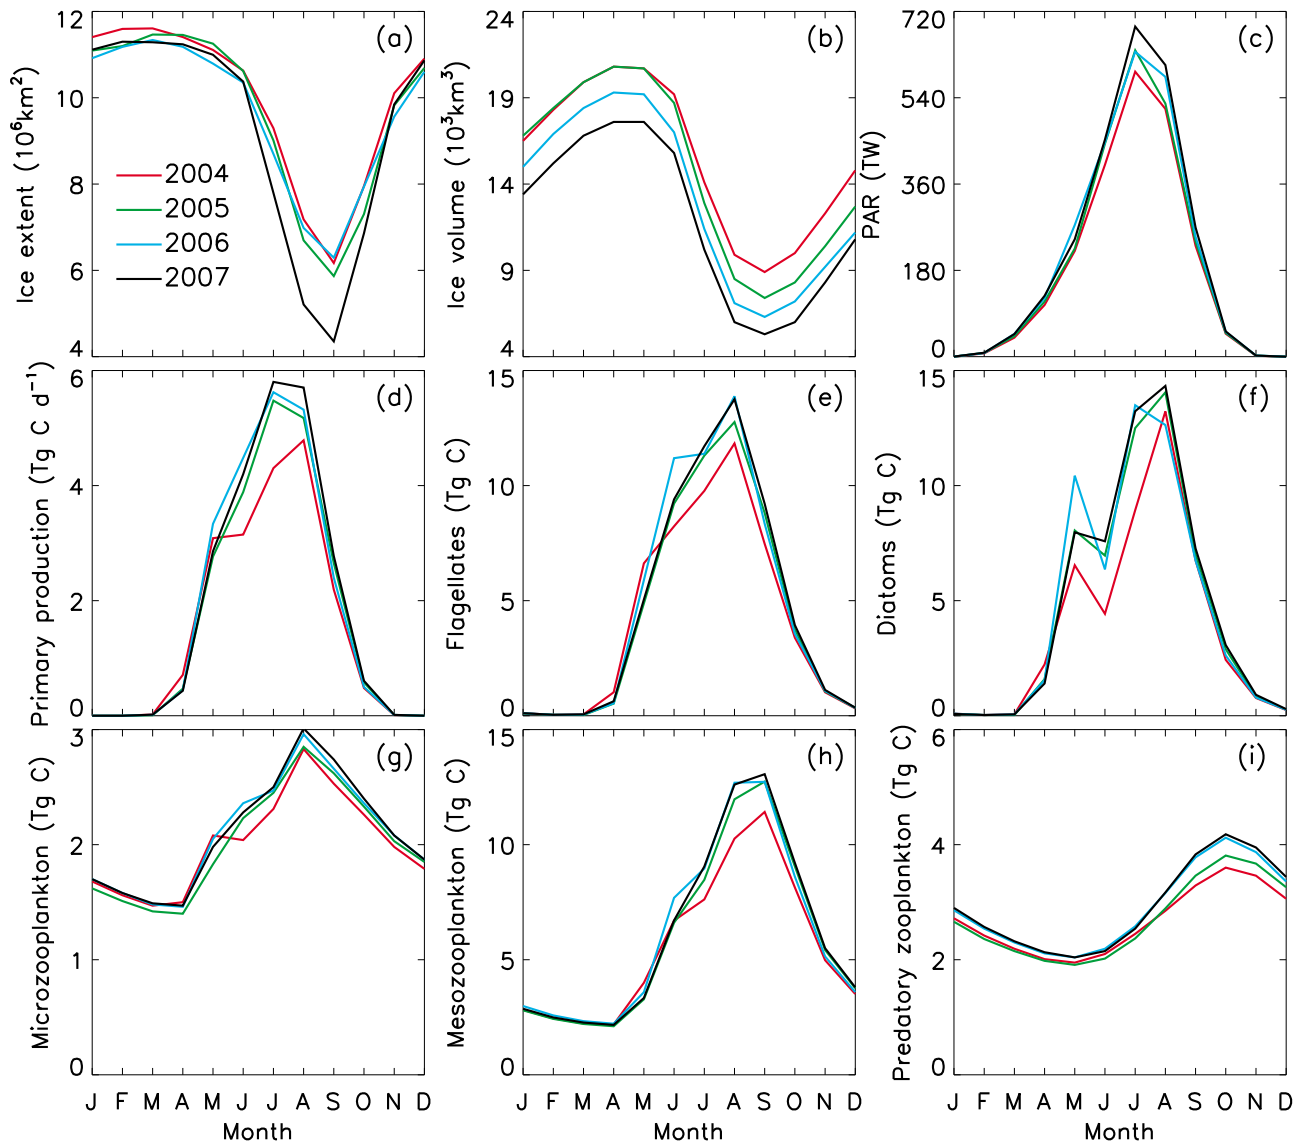 12
10
8
6
4
Ice extent (10⁶km²)
(a)
2004
2005
2006
2007
24
19
14
9
4
Ice volume (10³km³)
(b)
720
540
360
180
0
PAR (TW)
(c)
6
4
2
0
Primary production (Tg C d⁻¹)
(d)
15
10
5
0
Flagellates (Tg C)
(e)
15
10
5
0
Diatoms (Tg C)
(f)
3
2
1
0
Microzooplankton (Tg C)
(g)
J F M A M J J A S O N D
Month
15
10
5
0
Mesozooplankton (Tg C)
(h)
J F M A M J J A S O N D
Month
6
4
2
0
Predatory zooplankton (Tg C)
(i)
J F M A M J J A S O N D
Month